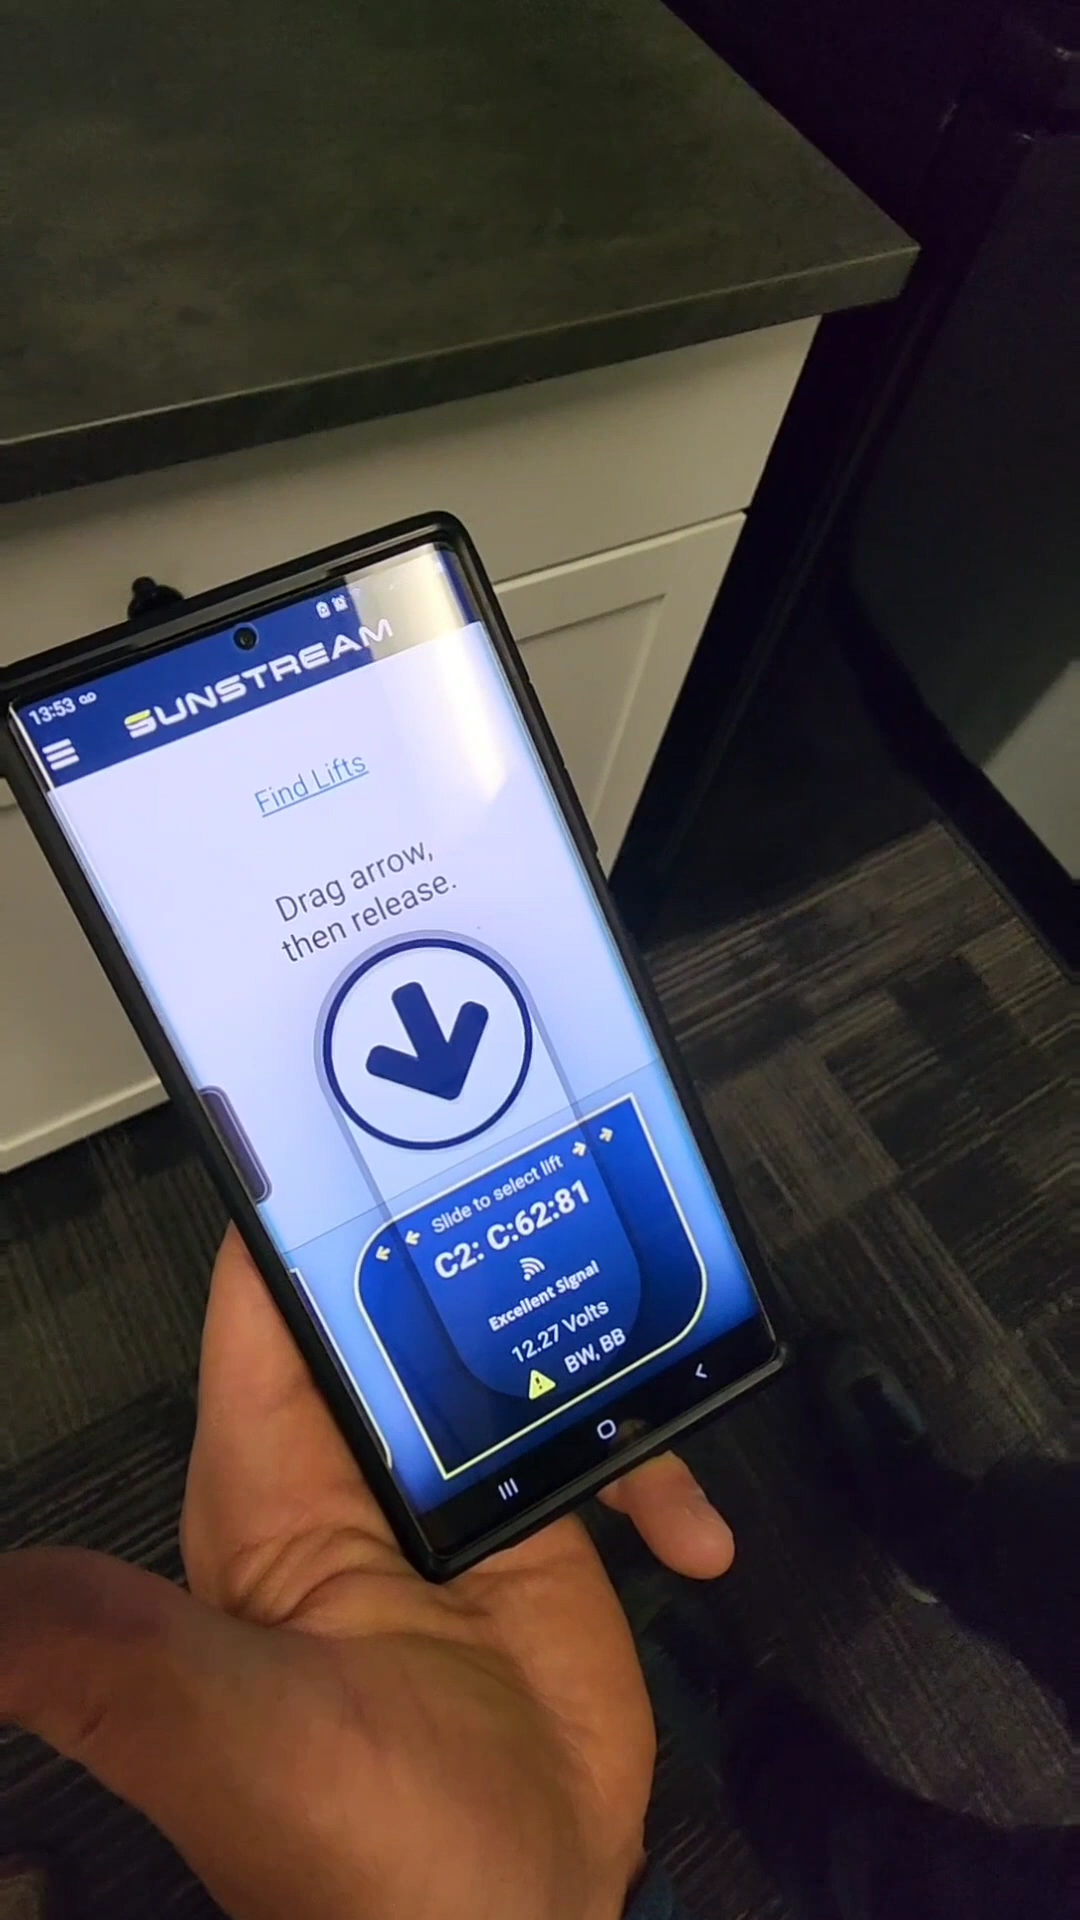 13:53
SUNSTREAM
Find Lifts
Drag arrow,
then release.
Slide to select lift
C2: C:62:81
Excellent Signal
12.27 Volts
BW, BB